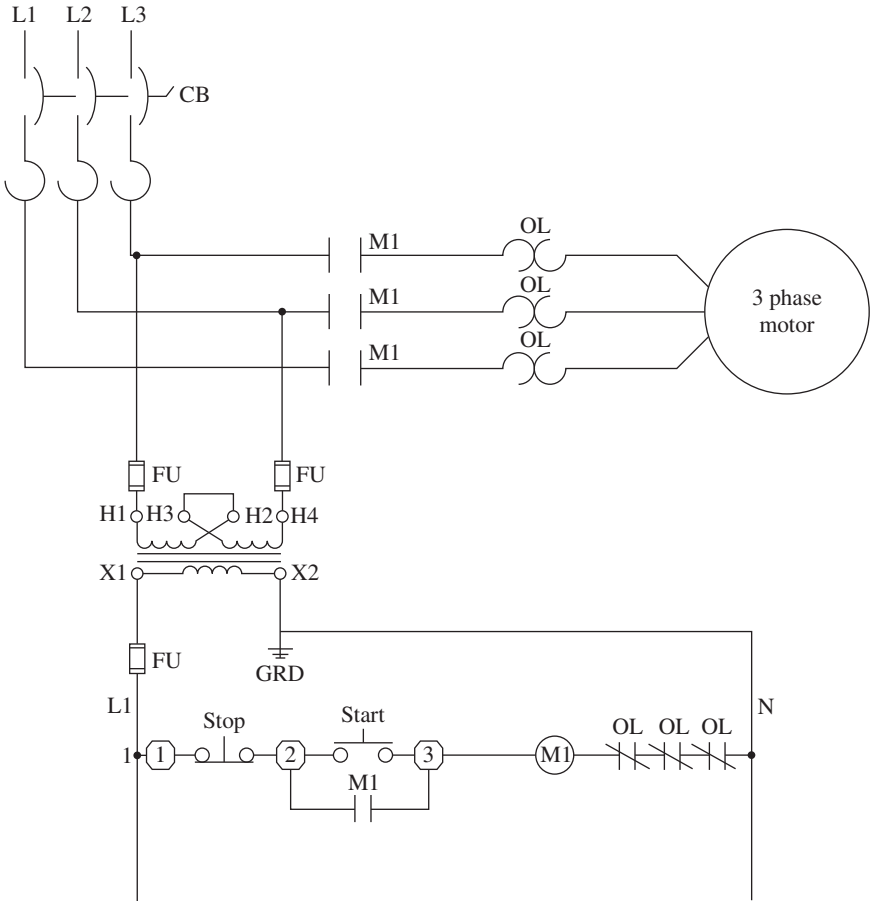 L1 L2 L3
CB
M1 OL
M1 OL
M1 OL
3 phase
motor
FU FU
H1 H3 H2 H4
X1 X2
FU
GRD
L1 N
Stop Start OL OL OL
1 1 2 3 M1
M1